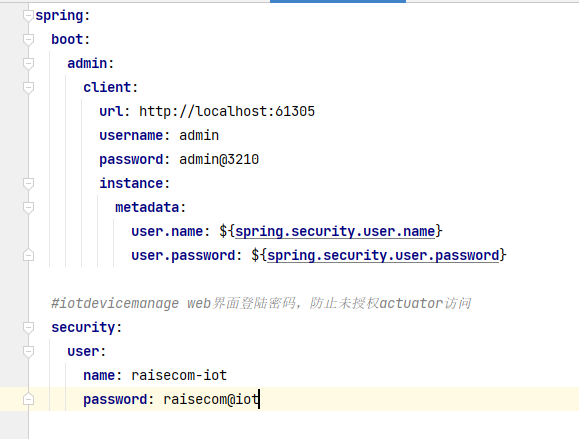 spring:
  boot:
    admin:
      client:
        url: http://localhost:61305
        username: admin
        password: admin@3210
        instance:
          metadata:
            user.name: ${spring.security.user.name}
            user.password: ${spring.security.user.password}
  #iotdevicemanage web界面登陆密码，防止未授权actuator访问
  security:
    user:
      name: raisecom-iot
      password: raisecom@iot